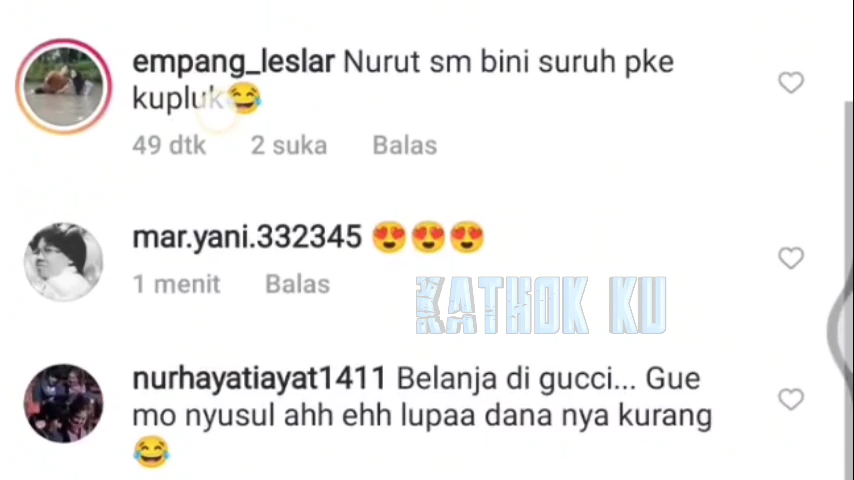 empang_leslar Nurut sm bini suruh pke
kupluk😂
49 dtk 2 suka Balas
mar.yani.332345 😍😍😍
1 menit Balas
KATHOK KU
nurhayatiayat1411 Belanja di gucci... Gue
mo nyusul ahh ehh lupaa dana nya kurang
😂